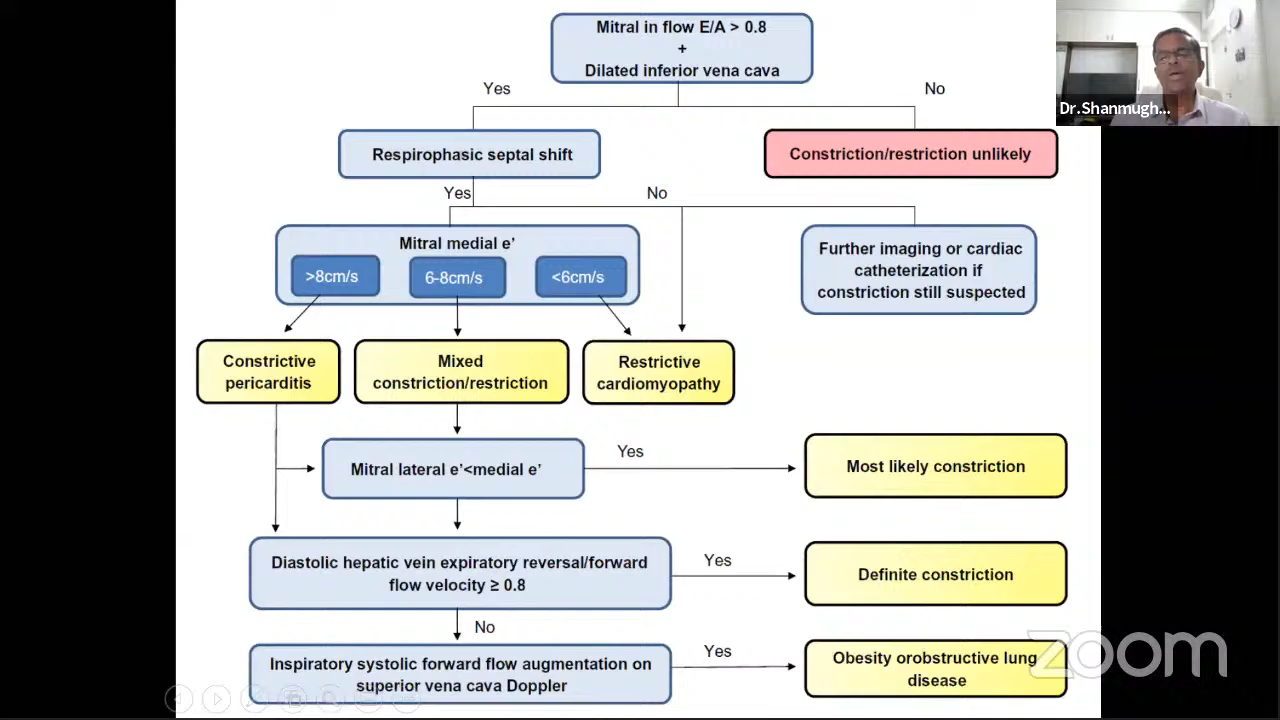 Mitral in flow E/A > 0.8
+
Dilated inferior vena cava
Dr.Shanmugh...
Yes
No
Respirophasic septal shift
Constriction/restriction unlikely
Yes
No
Mitral medial e’
>8cm/s
6-8cm/s
<6cm/s
Further imaging or cardiac
catheterization if
constriction still suspected
Constrictive
pericarditis
Mixed
constriction/restriction
Restrictive
cardiomyopathy
Mitral lateral e’<medial e’
Yes
Most likely constriction
Diastolic hepatic vein expiratory reversal/forward
flow velocity ≥ 0.8
Yes
Definite constriction
No
Inspiratory systolic forward flow augmentation on
superior vena cava Doppler
Yes
Obesity orobstructive lung
disease
zoom